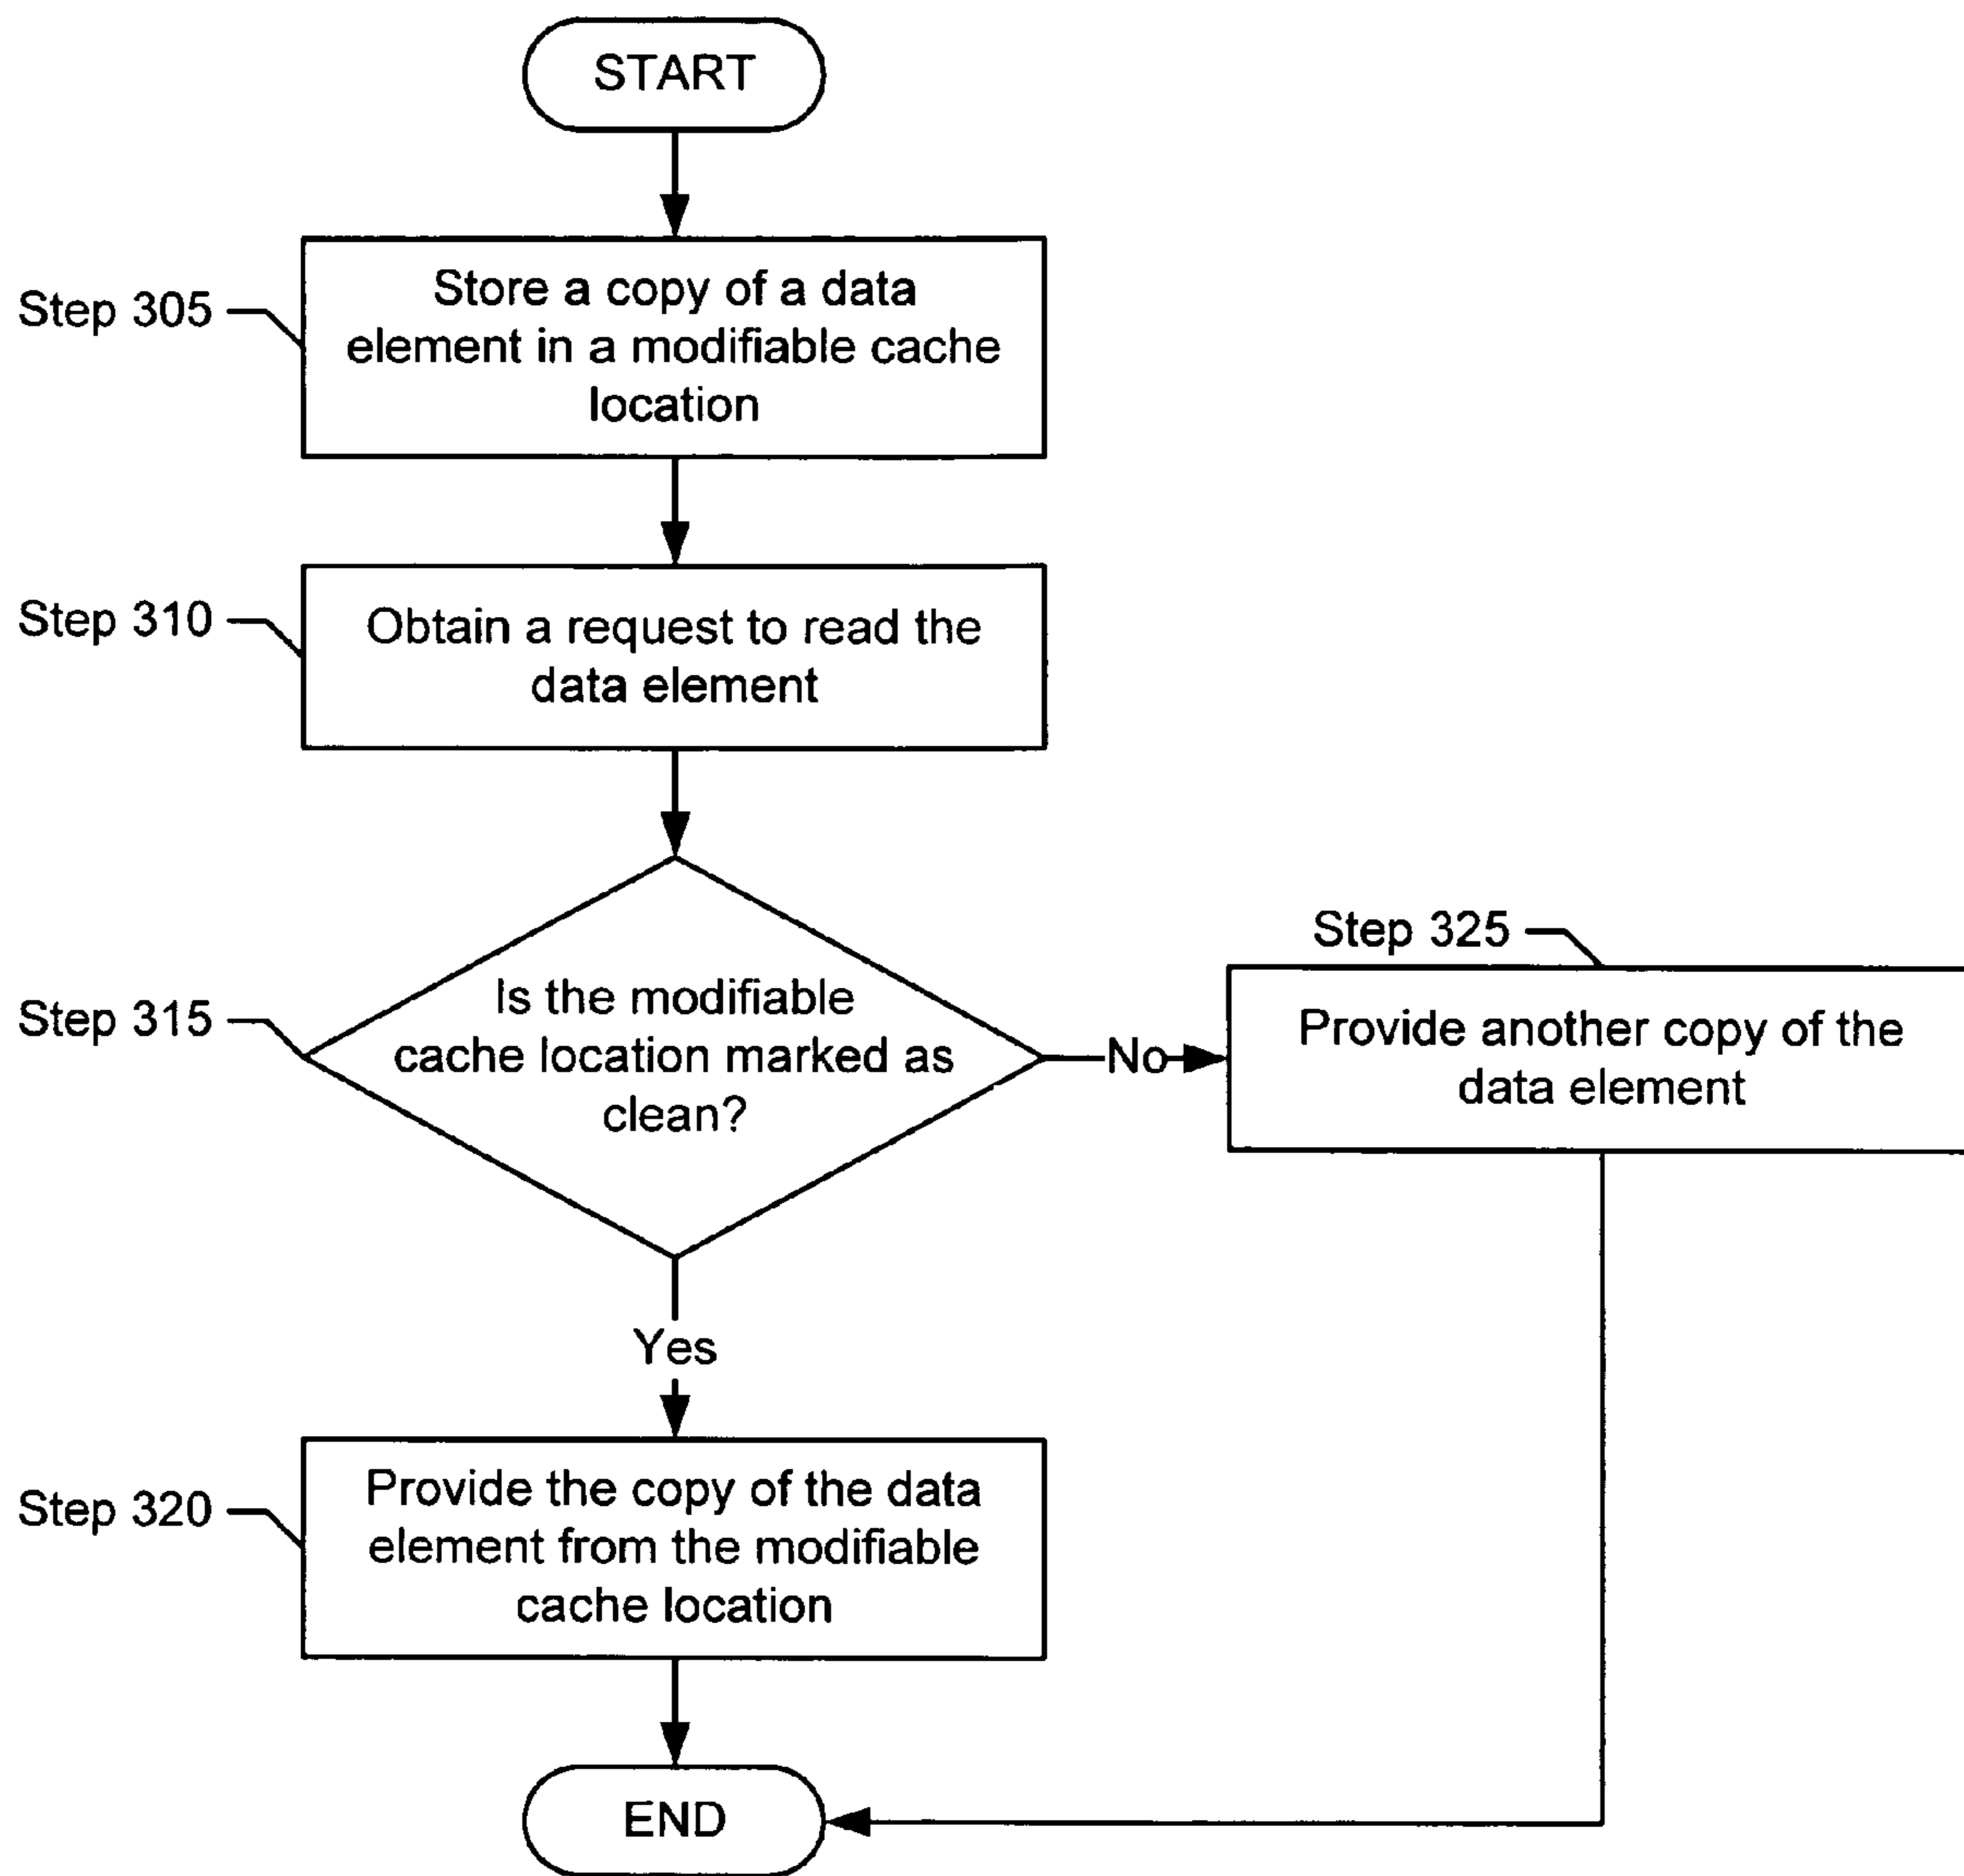 START
Step 305
Store a copy of a data
element in a modifiable cache
location
Step 310
Obtain a request to read the
data element
Step 315
Is the modifiable
cache location marked as
clean?
No
Step 325
Provide another copy of the
data element
Yes
Step 320
Provide the copy of the data
element from the modifiable
cache location
END